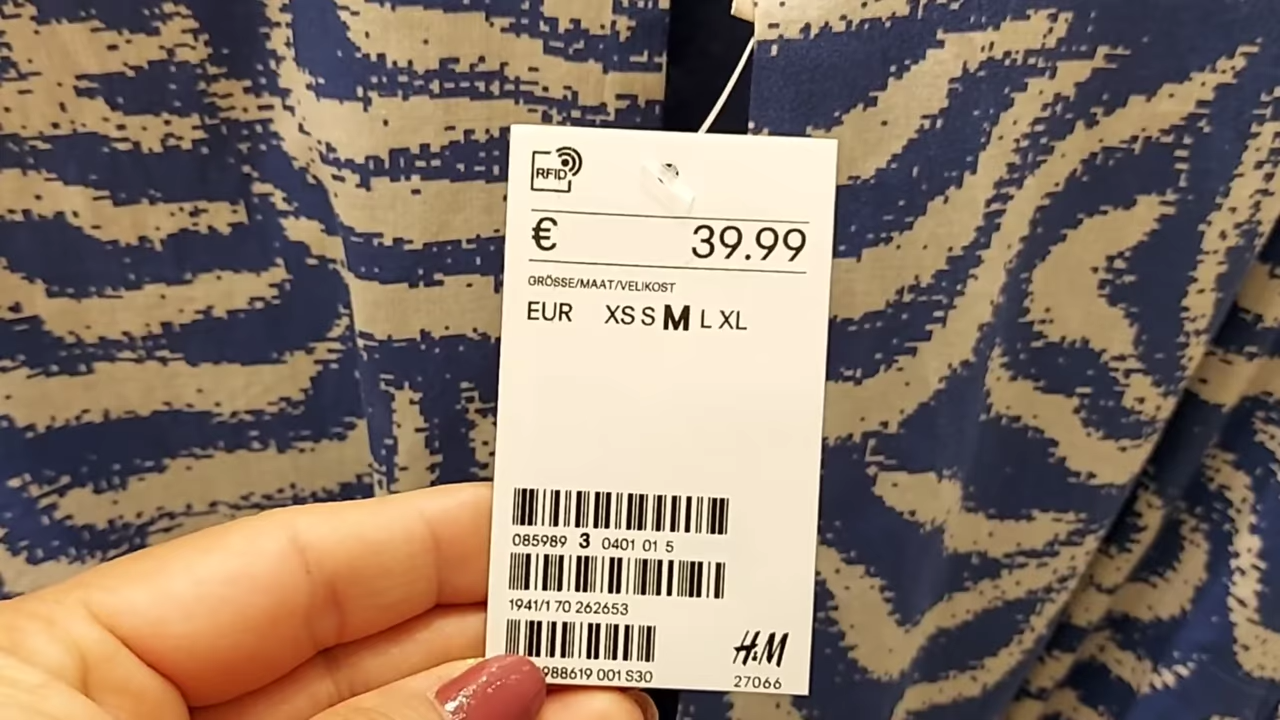 RFID
€ 39.99
GRÖSSE/MAAT/VELIKOST
EUR XS S M L XL
085989 3 0401 01 5
1941/1 70 262653
988619 001 S30
H&M
27066